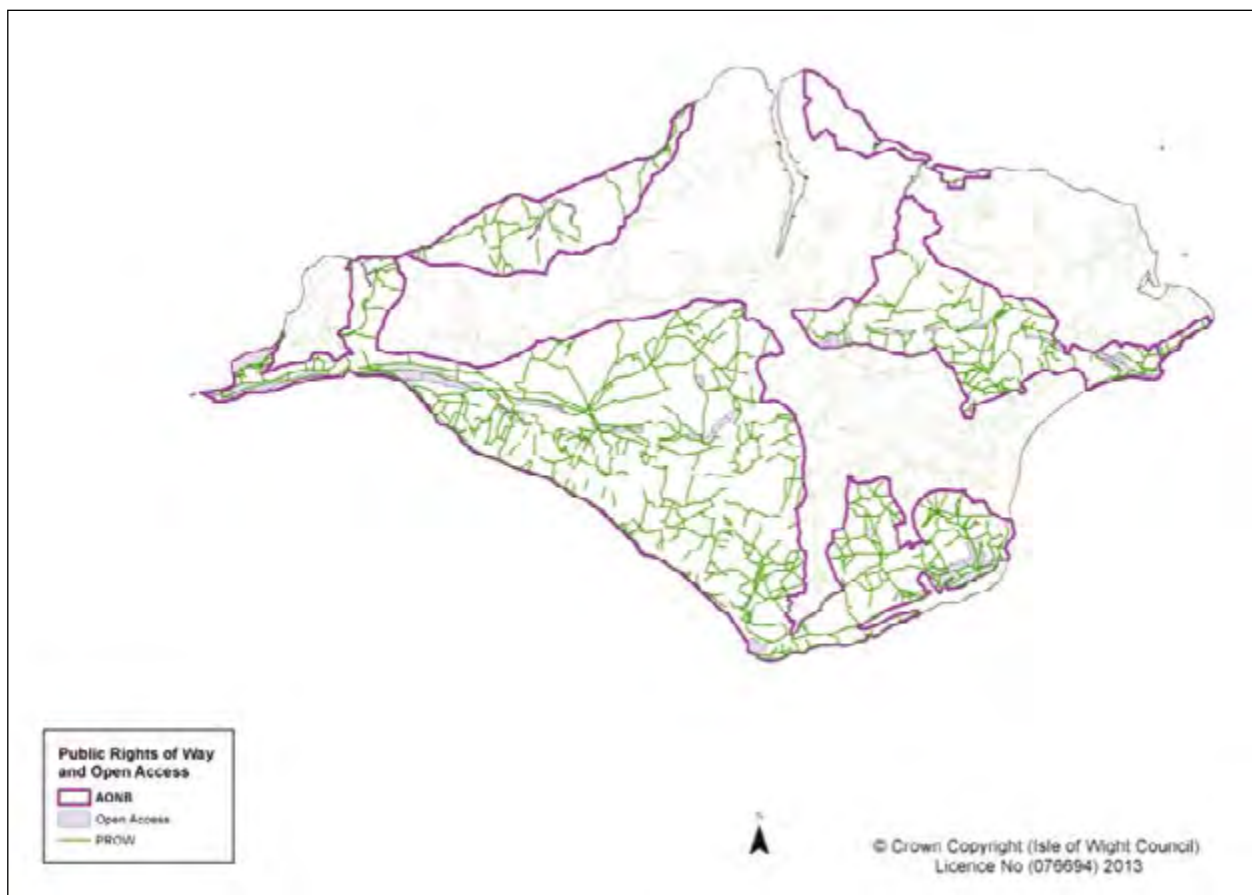 Public Rights of Way
and Open Access
AONB
Open Access
PROW
N
© Crown Copyright (Isle of Wight Council)
Licence No (076694) 2013